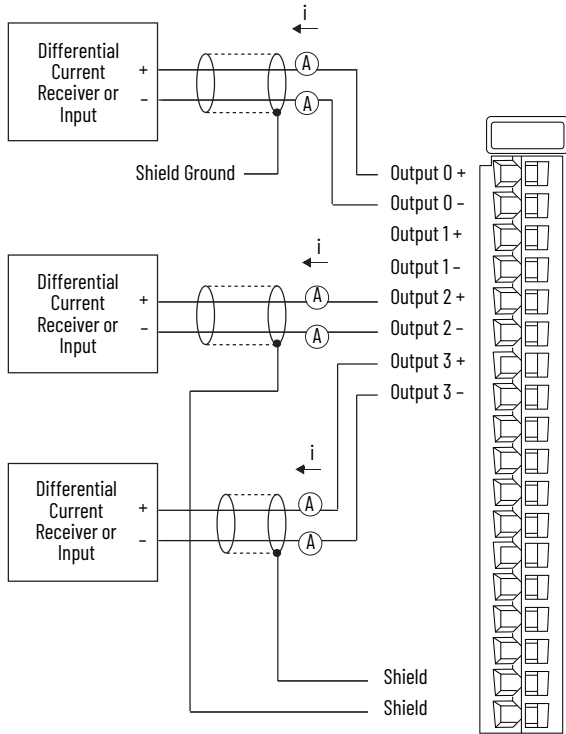 i
Differential
Current
Receiver or
Input
+
–
A
A
Shield Ground
Output 0 +
Output 0 –
Output 1 +
Output 1 –
i
Differential
Current
Receiver or
Input
+
–
A
A
Output 2 +
Output 2 –
Output 3 +
Output 3 –
i
Differential
Current
Receiver or
Input
+
–
A
A
Shield
Shield